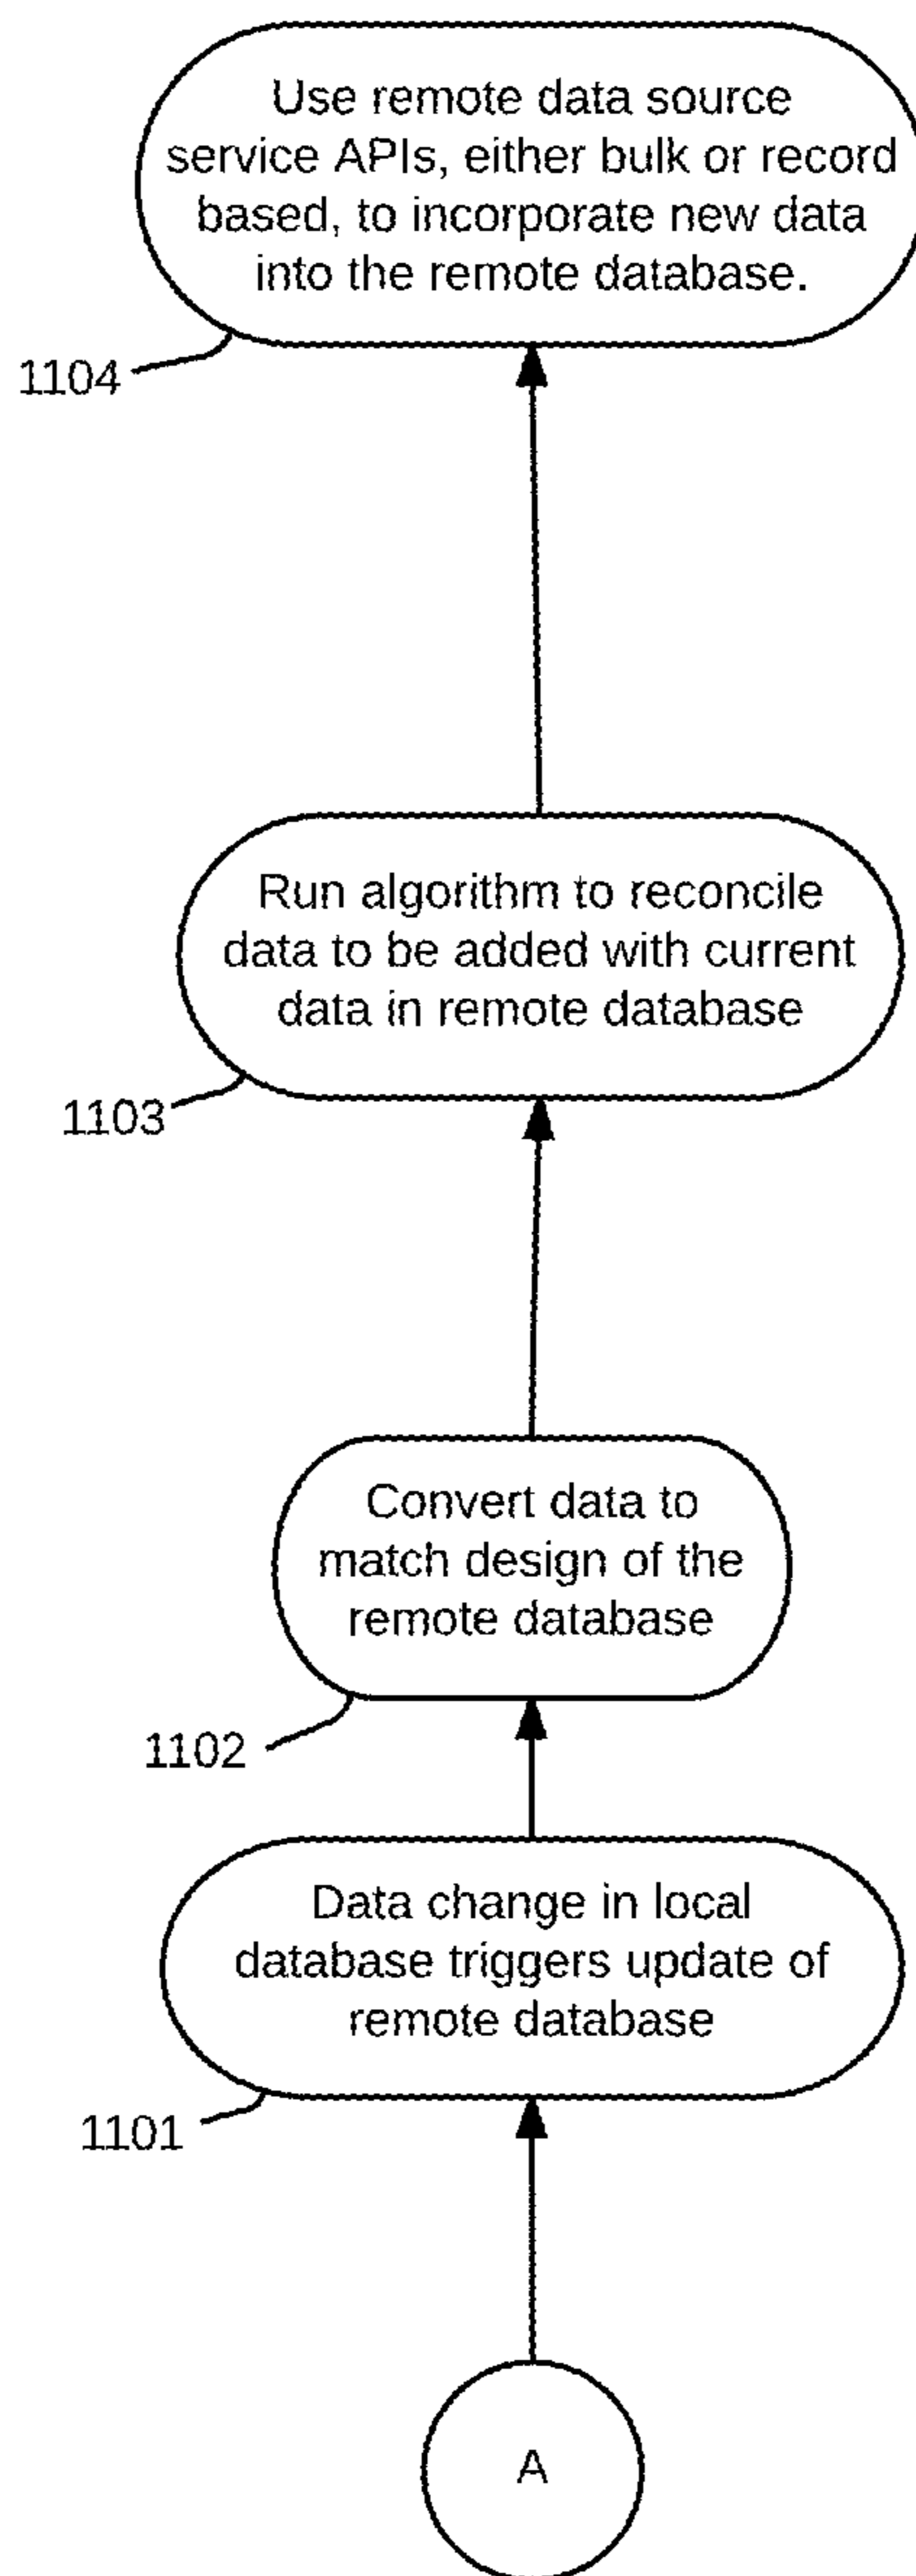 Use remote data source
service APIs, either bulk or record
based, to incorporate new data
into the remote database.
1104
Run algorithm to reconcile
data to be added with current
data in remote database
1103
Convert data to
match design of the
remote database
1102
Data change in local
database triggers update of
remote database
1101
A